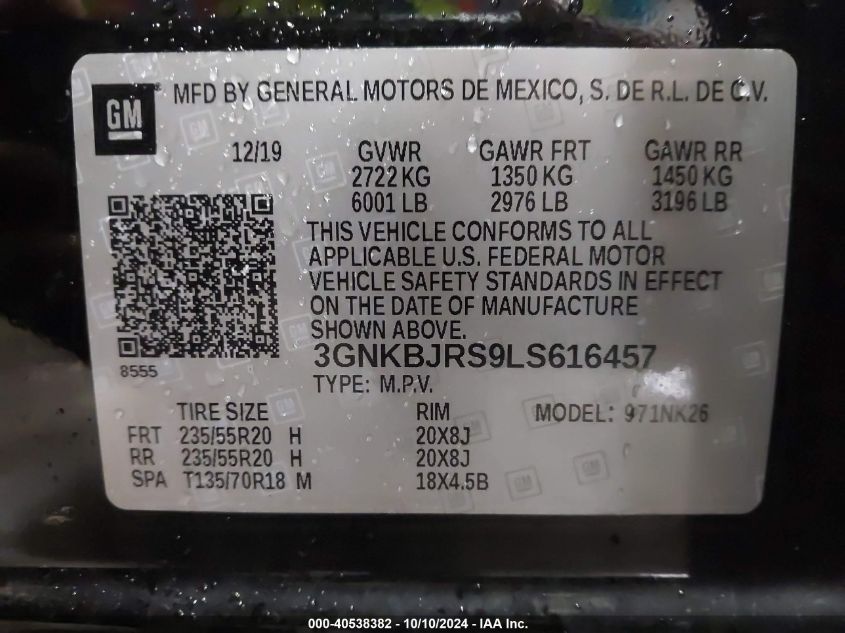 GM
MFD BY GENERAL MOTORS DE MEXICO, S. DE R.L. DE C.V.
12/19 GVWR GAWR FRT GAWR RR
2722 KG 1350 KG 1450 KG
6001 LB 2976 LB 3196 LB
THIS VEHICLE CONFORMS TO ALL
APPLICABLE U.S. FEDERAL MOTOR
VEHICLE SAFETY STANDARDS IN EFFECT
ON THE DATE OF MANUFACTURE
SHOWN ABOVE.
8555
3GNKBJRS9LS616457
TYPE: M.P.V.
TIRE SIZE RIM MODEL: 971NK26
FRT 235/55R20 H 20X8J
RR 235/55R20 H 20X8J
SPA T135/70R18 M 18X4.5B
000-40538382 - 10/10/2024 - IAA Inc.